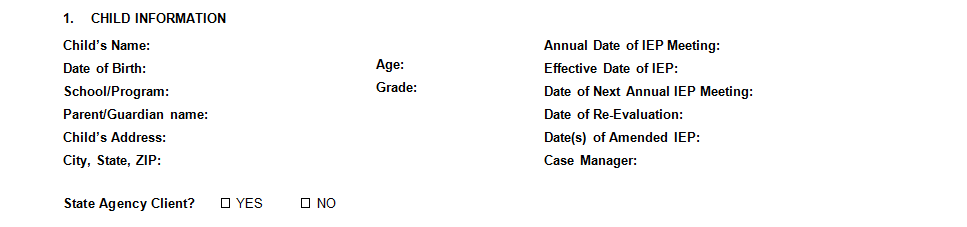 1. CHILD INFORMATION
Child's Name:
Date of Birth:
School/Program:
Parent/Guardian name:
Child's Address:
City, State, ZIP:
Age:
Grade:
Annual Date of IEP Meeting:
Effective Date of IEP:
Date of Next Annual IEP Meeting:
Date of Re-Evaluation:
Date(s) of Amended IEP:
Case Manager:
State Agency Client? ☐ YES ☐ NO